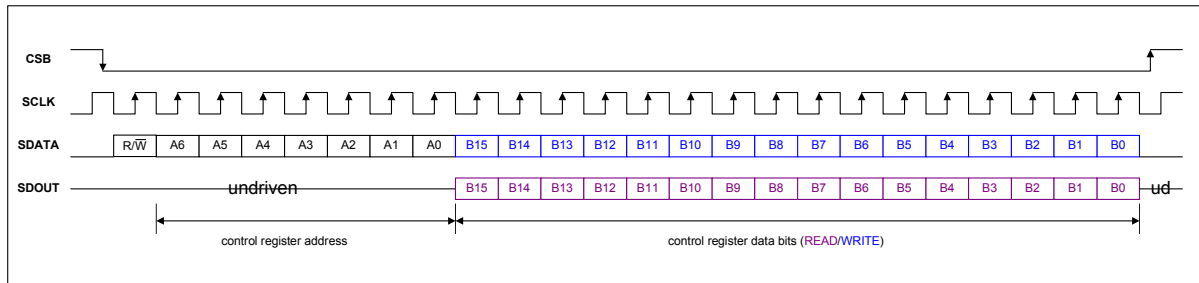 CSB
SCLK
SDATA R/W̅ A6 A5 A4 A3 A2 A1 A0 B15 B14 B13 B12 B11 B10 B9 B8 B7 B6 B5 B4 B3 B2 B1 B0
SDOUT undriven B15 B14 B13 B12 B11 B10 B9 B8 B7 B6 B5 B4 B3 B2 B1 B0 ud
control register address control register data bits (READ/WRITE)